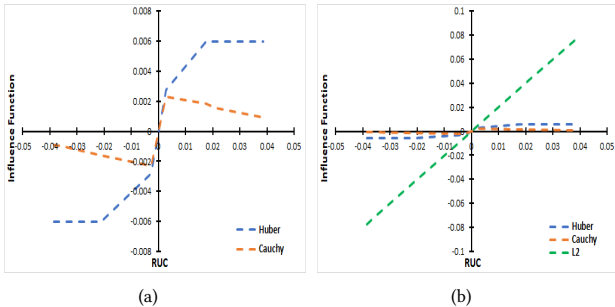 0.008
0.006
0.004
0.002
0
-0.05 -0.04 -0.03 -0.02 -0.01 0 0.01 0.02 0.03 0.04 0.05
-0.002
-0.004
-0.006
-0.008
Influence Function
RUC
Huber
Cauchy
(a)
0.1
0.08
0.06
0.04
0.02
0
-0.05 -0.04 -0.03 -0.02 -0.01 0 0.01 0.02 0.03 0.04 0.05
-0.02
-0.04
-0.06
-0.08
-0.1
Influence Function
RUC
Huber
Cauchy
L2
(b)